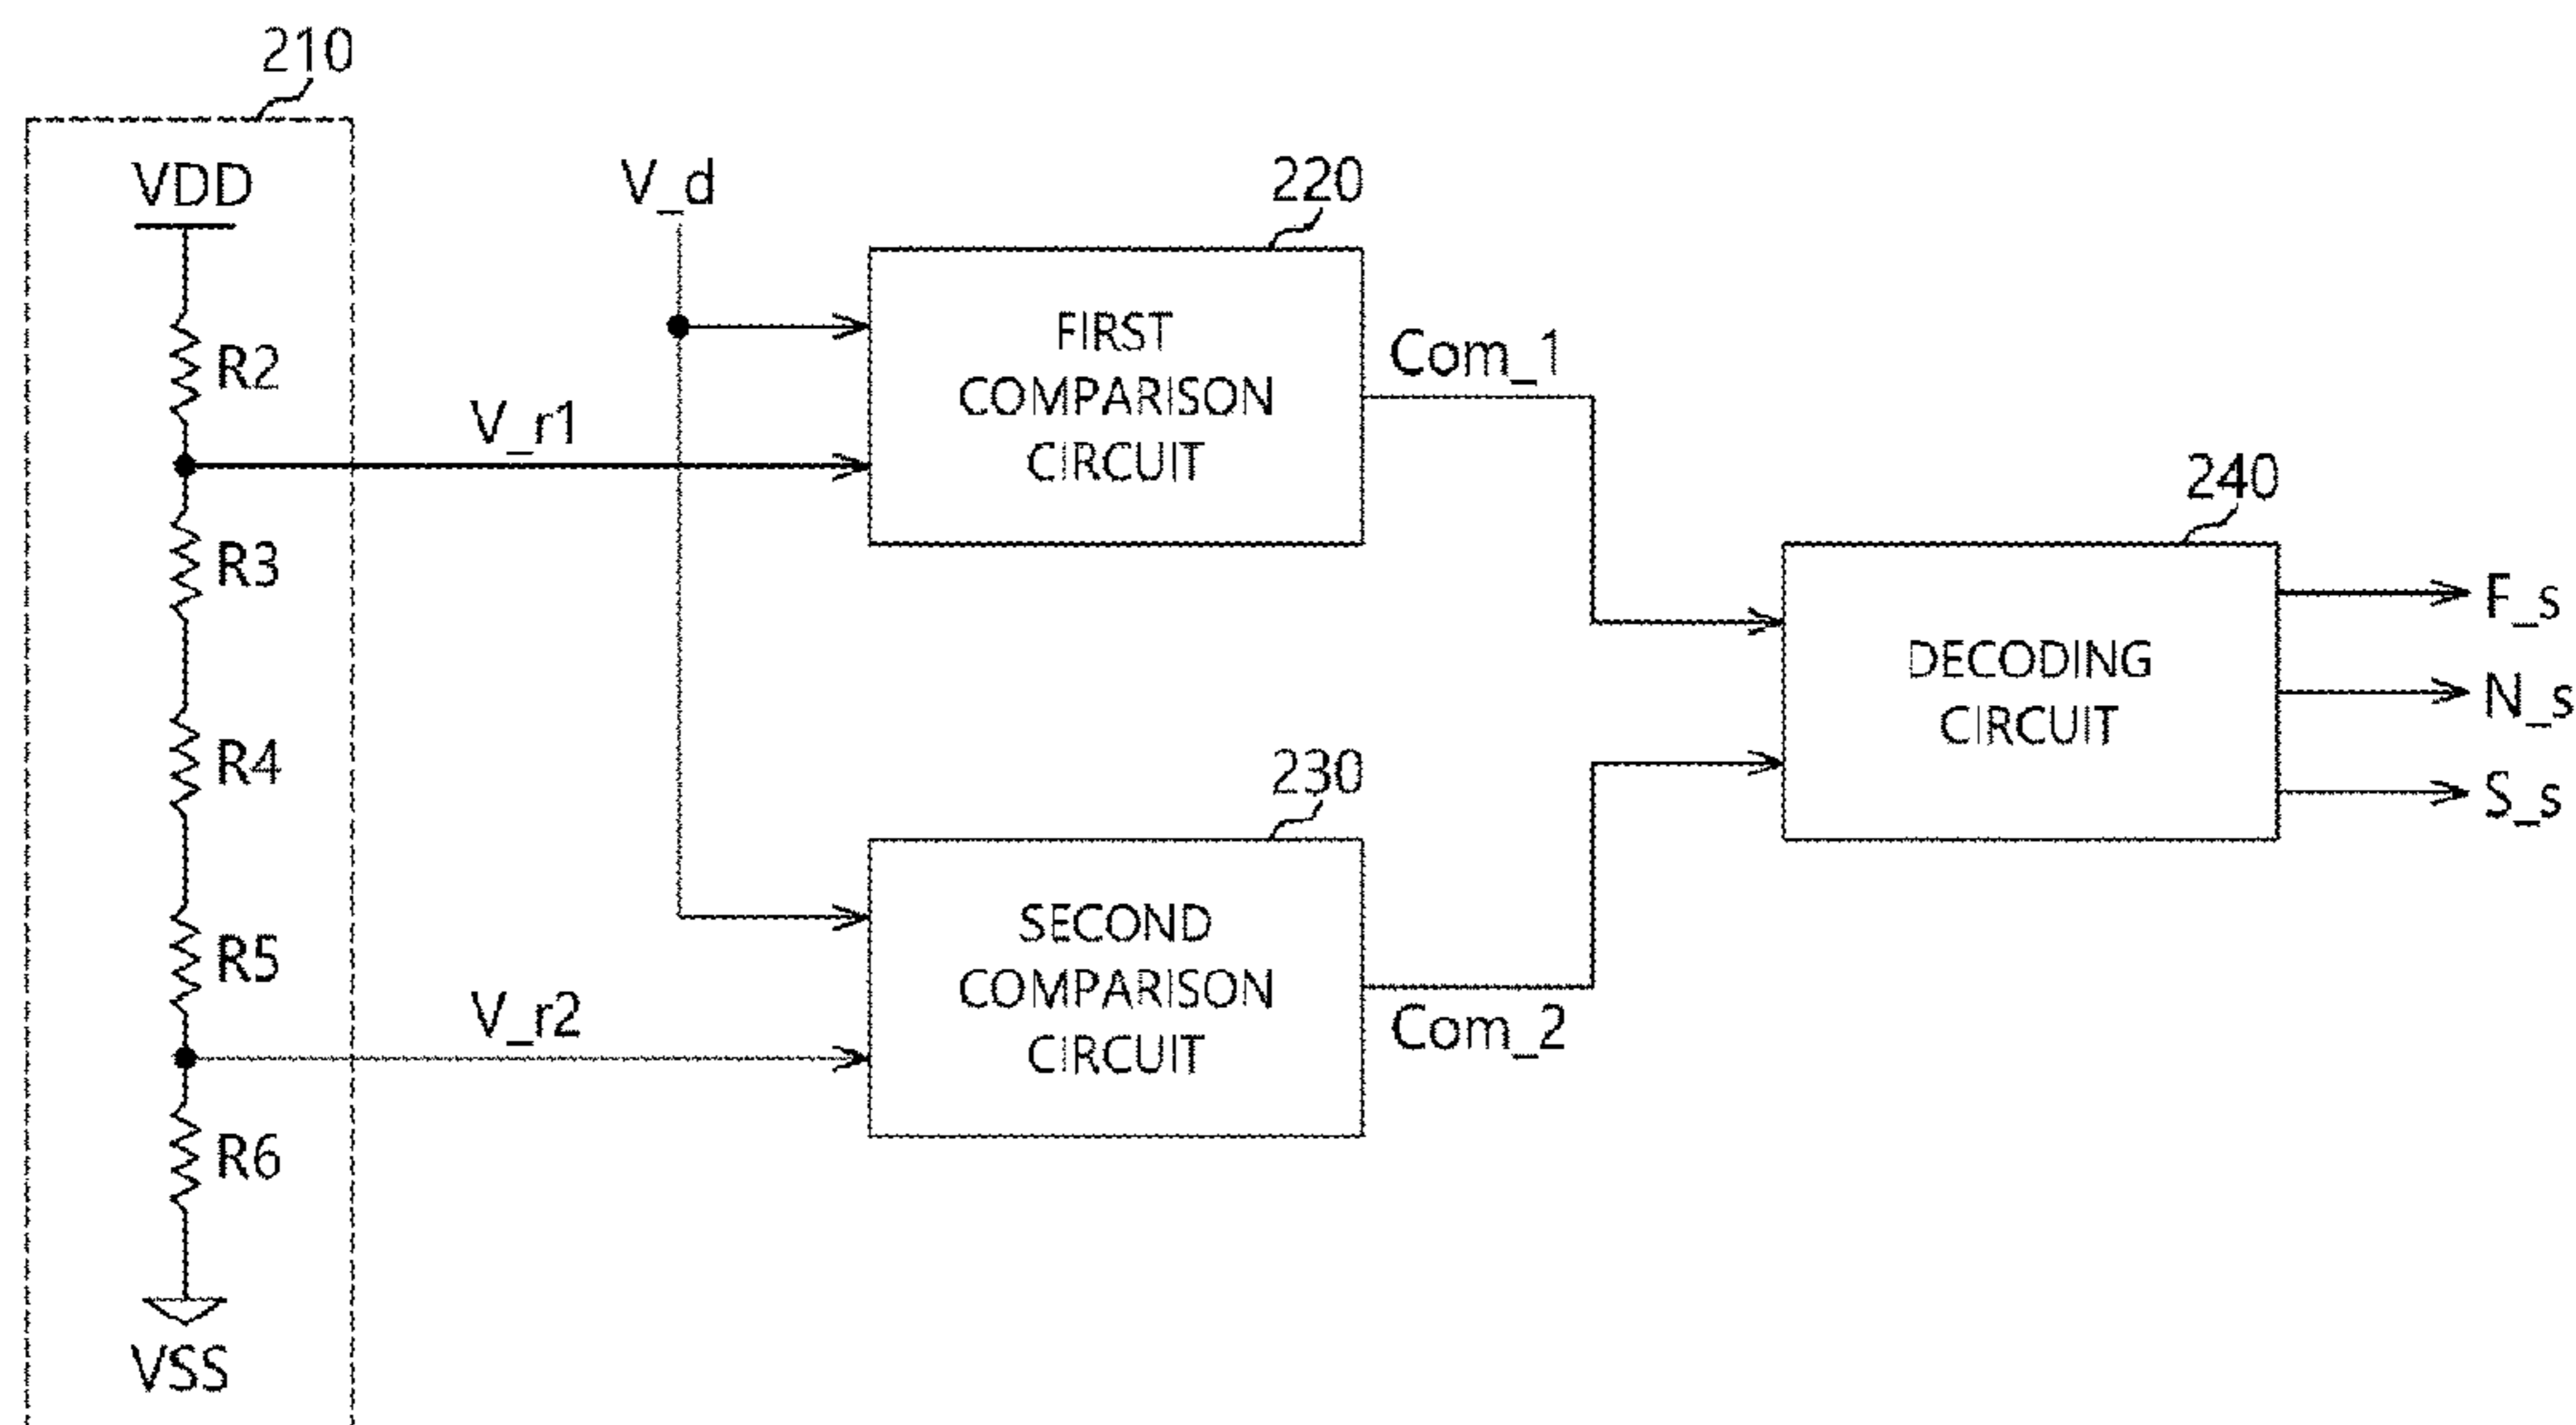 210
VDD
R2
R3
R4
R5
R6
VSS
V_r1
V_r2
V_d
220
FIRST
COMPARISON
CIRCUIT
Com_1
230
SECOND
COMPARISON
CIRCUIT
Com_2
240
DECODING
CIRCUIT
F_s
N_s
S_s